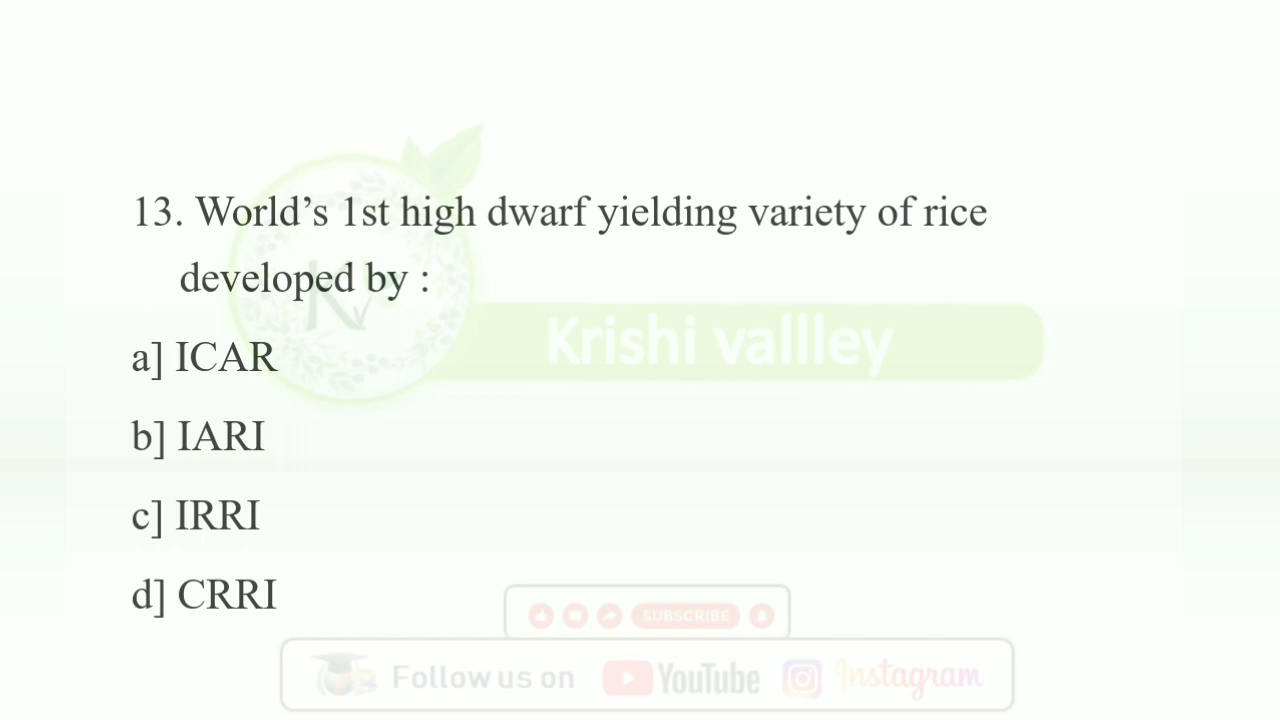 13. World’s 1st high dwarf yielding variety of rice
developed by :
Krishi vallley
a] ICAR
b] IARI
c] IRRI
d] CRRI
SUBSCRIBE
Follow us on YouTube Instagram